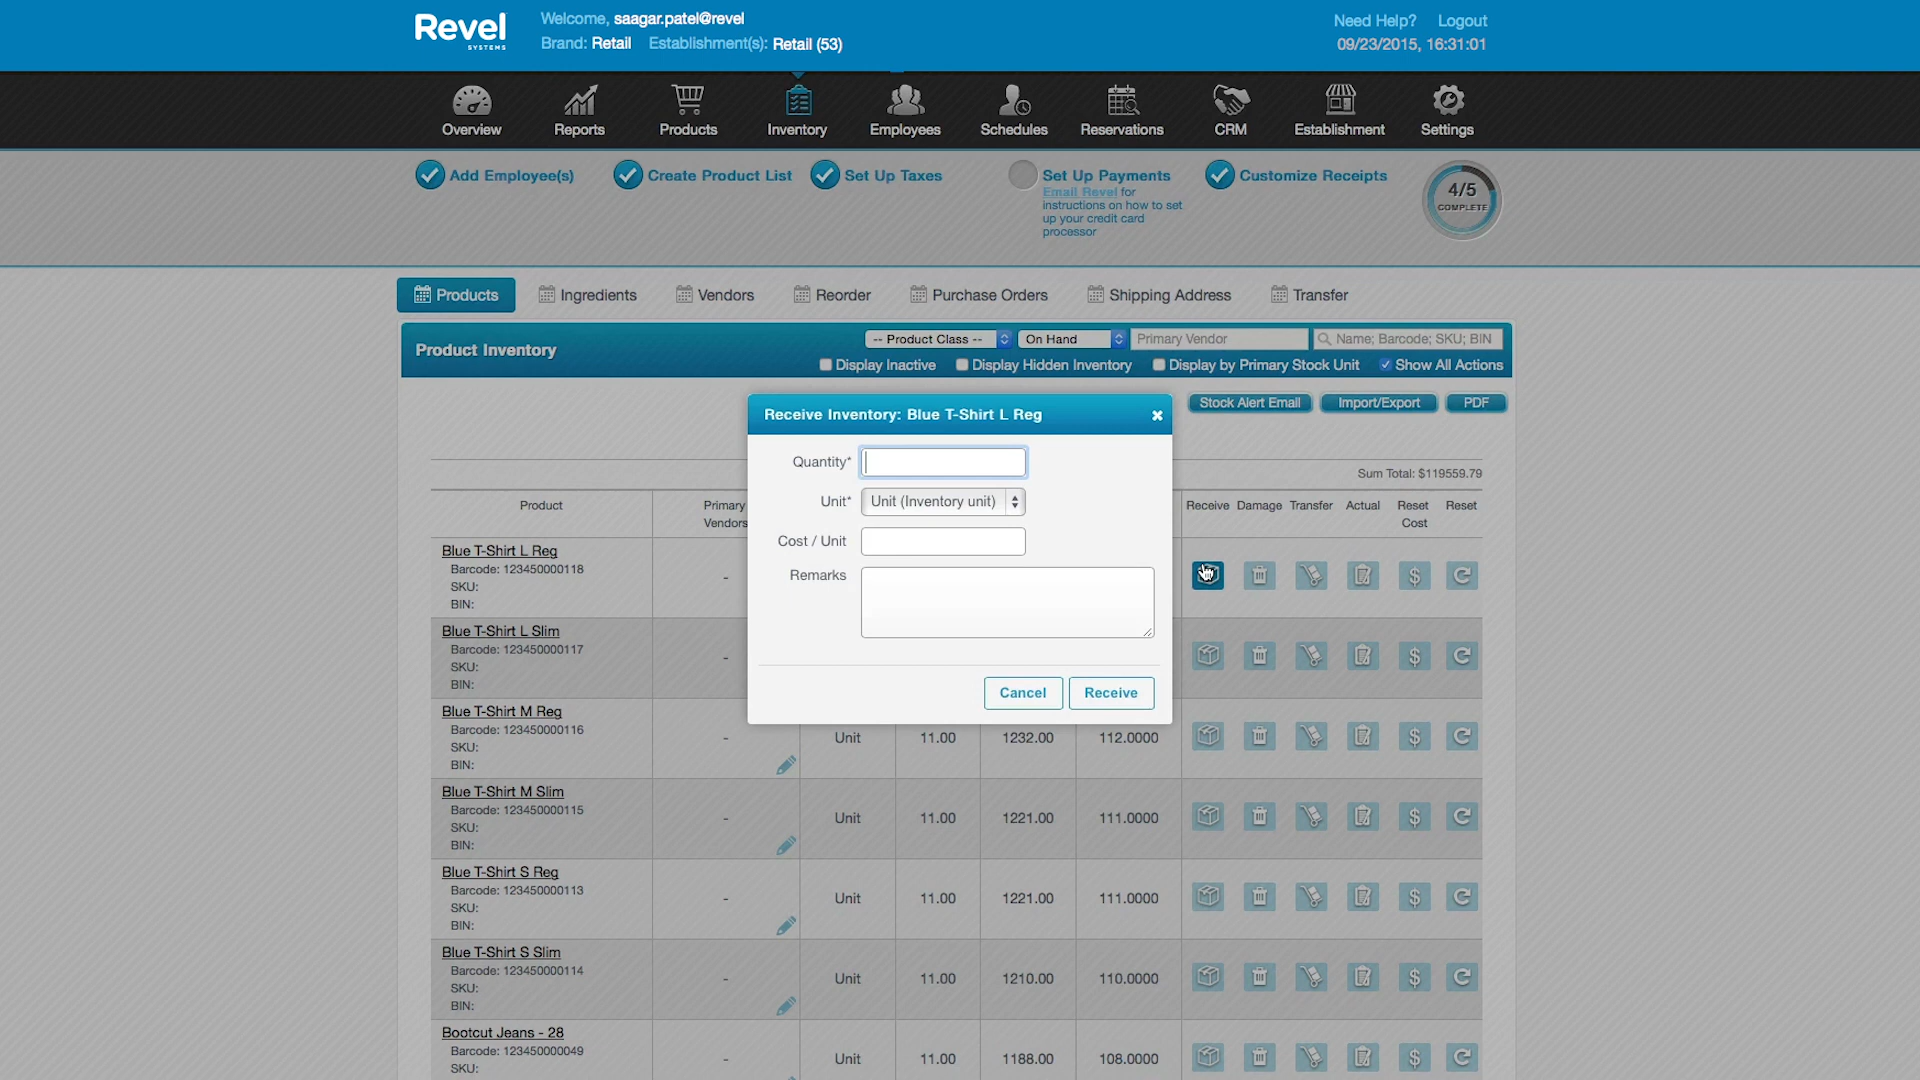 Revel
SYSTEMS
Welcome, saagar.patel@revel
Brand: Retail Establishment(s): Retail (53)
Need Help? Logout
09/23/2015, 16:31:01
Overview
Reports
Products
Inventory
Employees
Schedules
Reservations
CRM
Establishment
Settings
Add Employee(s)
Create Product List
Set Up Taxes
Set Up Payments
Email Revel for
instructions on how to set
up your credit card
processor
Customize Receipts
4/5
COMPLETE
Products
Ingredients
Vendors
Reorder
Purchase Orders
Shipping Address
Transfer
Product Inventory
-- Product Class --
On Hand
Primary Vendor
Name; Barcode; SKU; BIN
Display Inactive
Display Hidden Inventory
Display by Primary Stock Unit
Show All Actions
Stock Alert Email
Import/Export
PDF
Receive Inventory: Blue T-Shirt L Reg
Quantity*
Unit*
Unit (Inventory unit)
Cost / Unit
Remarks
Cancel
Receive
Sum Total: $119559.79
Product
Primary
Vendors
Receive
Damage
Transfer
Actual
Reset
Cost
Reset
Blue T-Shirt L Reg
Barcode: 123450000118
SKU:
BIN:
-
Blue T-Shirt L Slim
Barcode: 123450000117
SKU:
BIN:
-
Blue T-Shirt M Reg
Barcode: 123450000116
SKU:
BIN:
- Unit 11.00 1232.00 112.0000
Blue T-Shirt M Slim
Barcode: 123450000115
SKU:
BIN:
- Unit 11.00 1221.00 111.0000
Blue T-Shirt S Reg
Barcode: 123450000113
SKU:
BIN:
- Unit 11.00 1221.00 111.0000
Blue T-Shirt S Slim
Barcode: 123450000114
SKU:
BIN:
- Unit 11.00 1210.00 110.0000
Bootcut Jeans - 28
Barcode: 123450000049
SKU:
- Unit 11.00 1188.00 108.0000